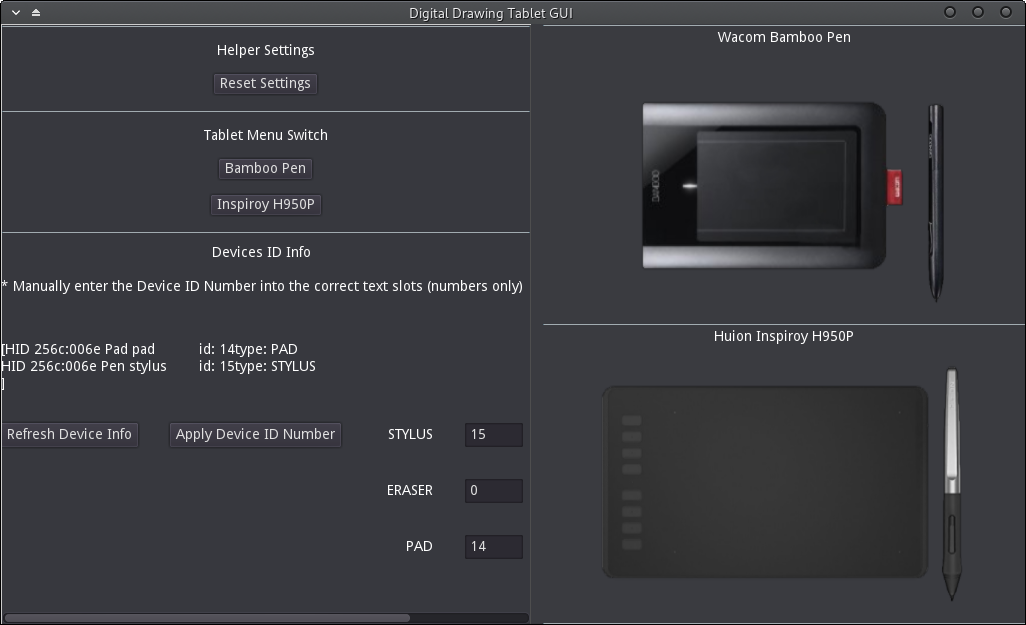 Digital Drawing Tablet GUI
Helper Settings
Reset Settings
Tablet Menu Switch
Bamboo Pen
Inspiroy H950P
Devices ID Info
* Manually enter the Device ID Number into the correct text slots (numbers only)
[HID 256c:006e Pad pad id: 14type: PAD
HID 256c:006e Pen stylus id: 15type: STYLUS
]
Refresh Device Info Apply Device ID Number STYLUS 15
ERASER 0
PAD 14
Wacom Bamboo Pen
BAMBOO
Huion Inspiroy H950P